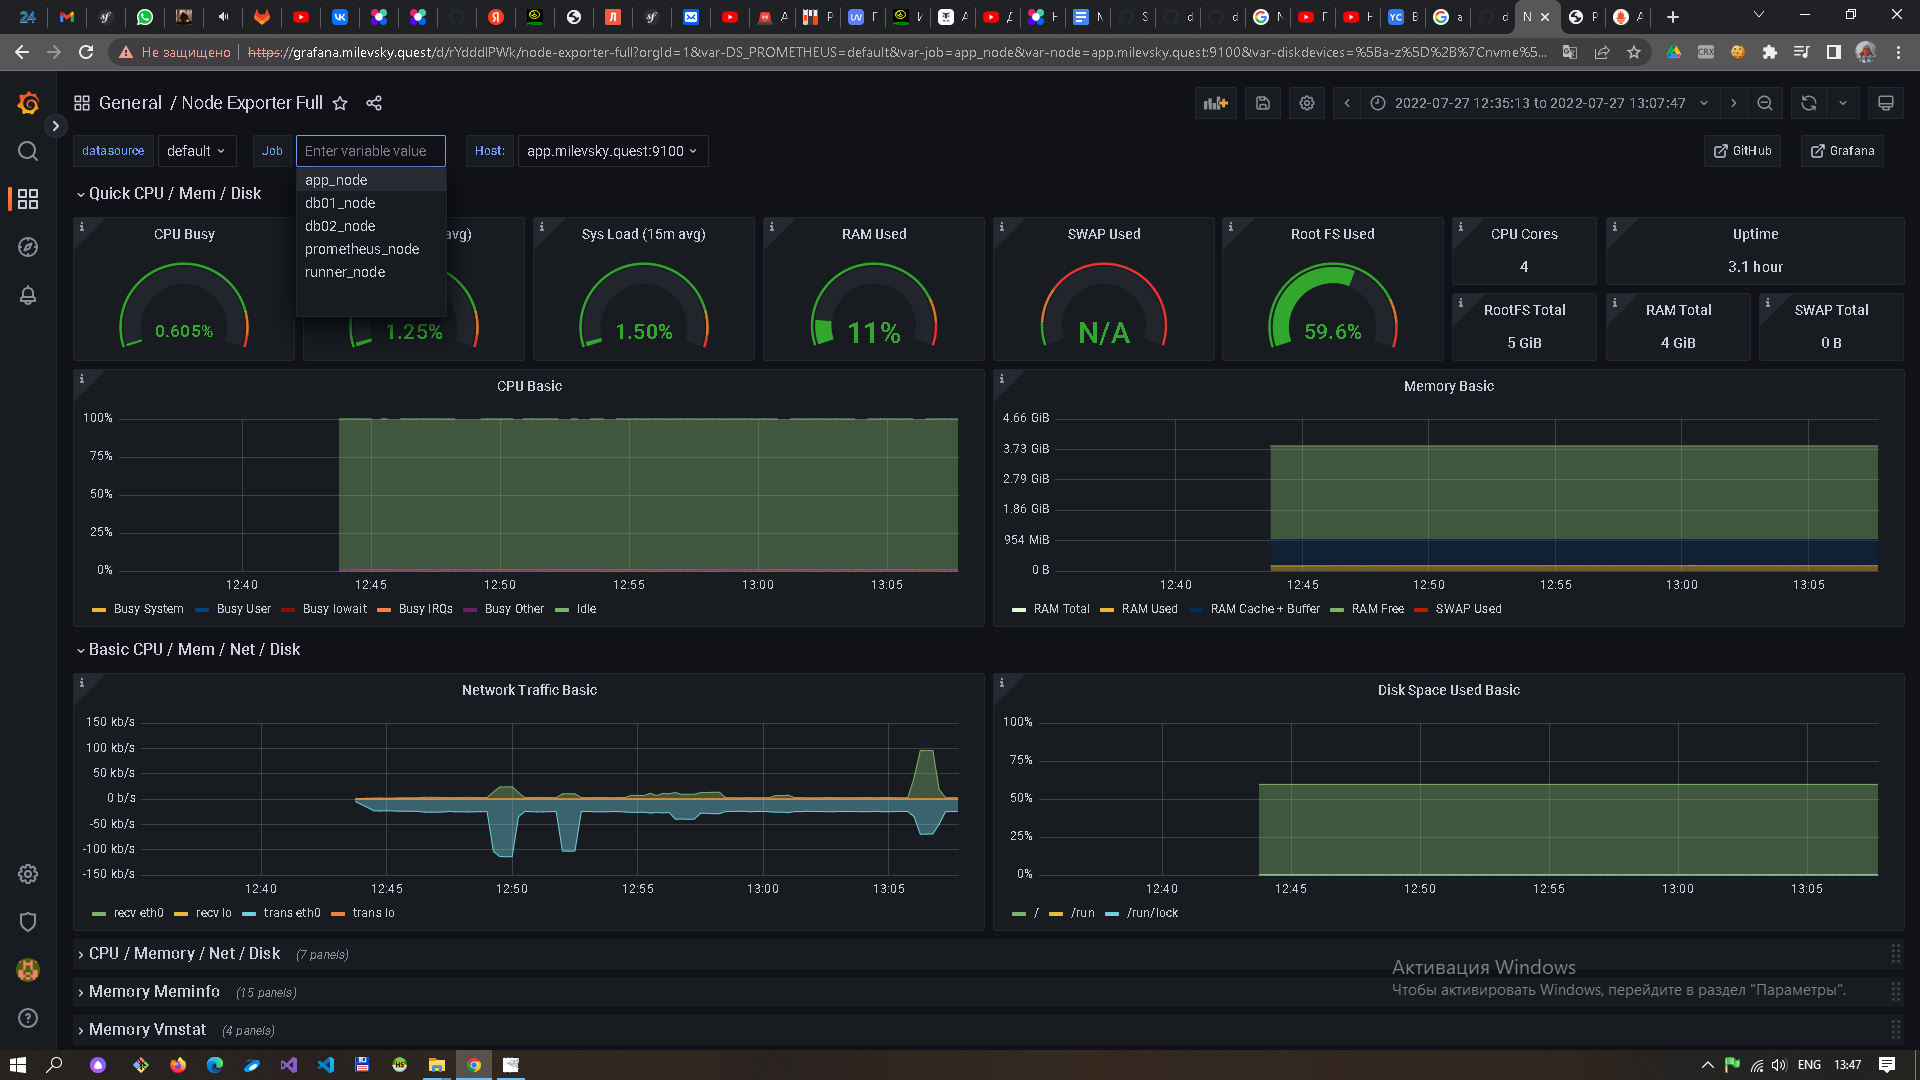 24
Не защищено https://grafana.milevsky.quest/d/rYdddlPWk/node-exporter-full?orgId=1&var-DS_PROMETHEUS=default&var-job=app_node&var-node=app.milevsky.quest:9100&var-diskdevices=%5Ba-z%5D%2B%7Cnvme%5...
General / Node Exporter Full
2022-07-27 12:35:13 to 2022-07-27 13:07:47
datasource default Job Enter variable value Host: app.milevsky.quest:9100 GitHub Grafana
app_node
db01_node
db02_node
prometheus_node
runner_node
Quick CPU / Mem / Disk
CPU Busy
0.605%
avg)
1.25%
Sys Load (15m avg)
1.50%
RAM Used
11%
SWAP Used
N/A
Root FS Used
59.6%
CPU Cores
4
Uptime
3.1 hour
RootFS Total
5 GiB
RAM Total
4 GiB
SWAP Total
0 B
CPU Basic
100%
75%
50%
25%
0%
12:40 12:45 12:50 12:55 13:00 13:05
Busy System Busy User Busy Iowait Busy IRQs Busy Other Idle
Memory Basic
4.66 GiB
3.73 GiB
2.79 GiB
1.86 GiB
954 MiB
0 B
12:40 12:45 12:50 12:55 13:00 13:05
RAM Total RAM Used RAM Cache + Buffer RAM Free SWAP Used
Basic CPU / Mem / Net / Disk
Network Traffic Basic
150 kb/s
100 kb/s
50 kb/s
0 b/s
-50 kb/s
-100 kb/s
-150 kb/s
12:40 12:45 12:50 12:55 13:00 13:05
recv eth0 recv lo trans eth0 trans lo
Disk Space Used Basic
100%
75%
50%
25%
0%
12:40 12:45 12:50 12:55 13:00 13:05
/ /run /run/lock
CPU / Memory / Net / Disk (7 panels)
Memory Meminfo (15 panels)
Memory Vmstat (4 panels)
Активация Windows
Чтобы активировать Windows, перейдите в раздел "Параметры".
ENG 13:47